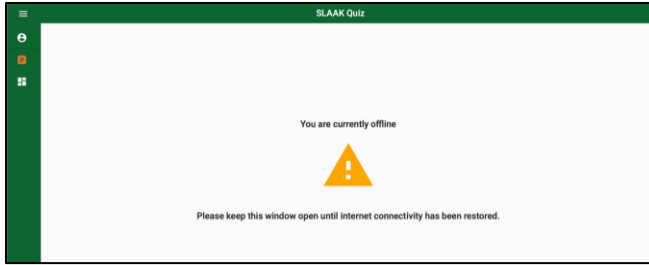 SLAAK Quiz
You are currently offline
Please keep this window open until internet connectivity has been restored.